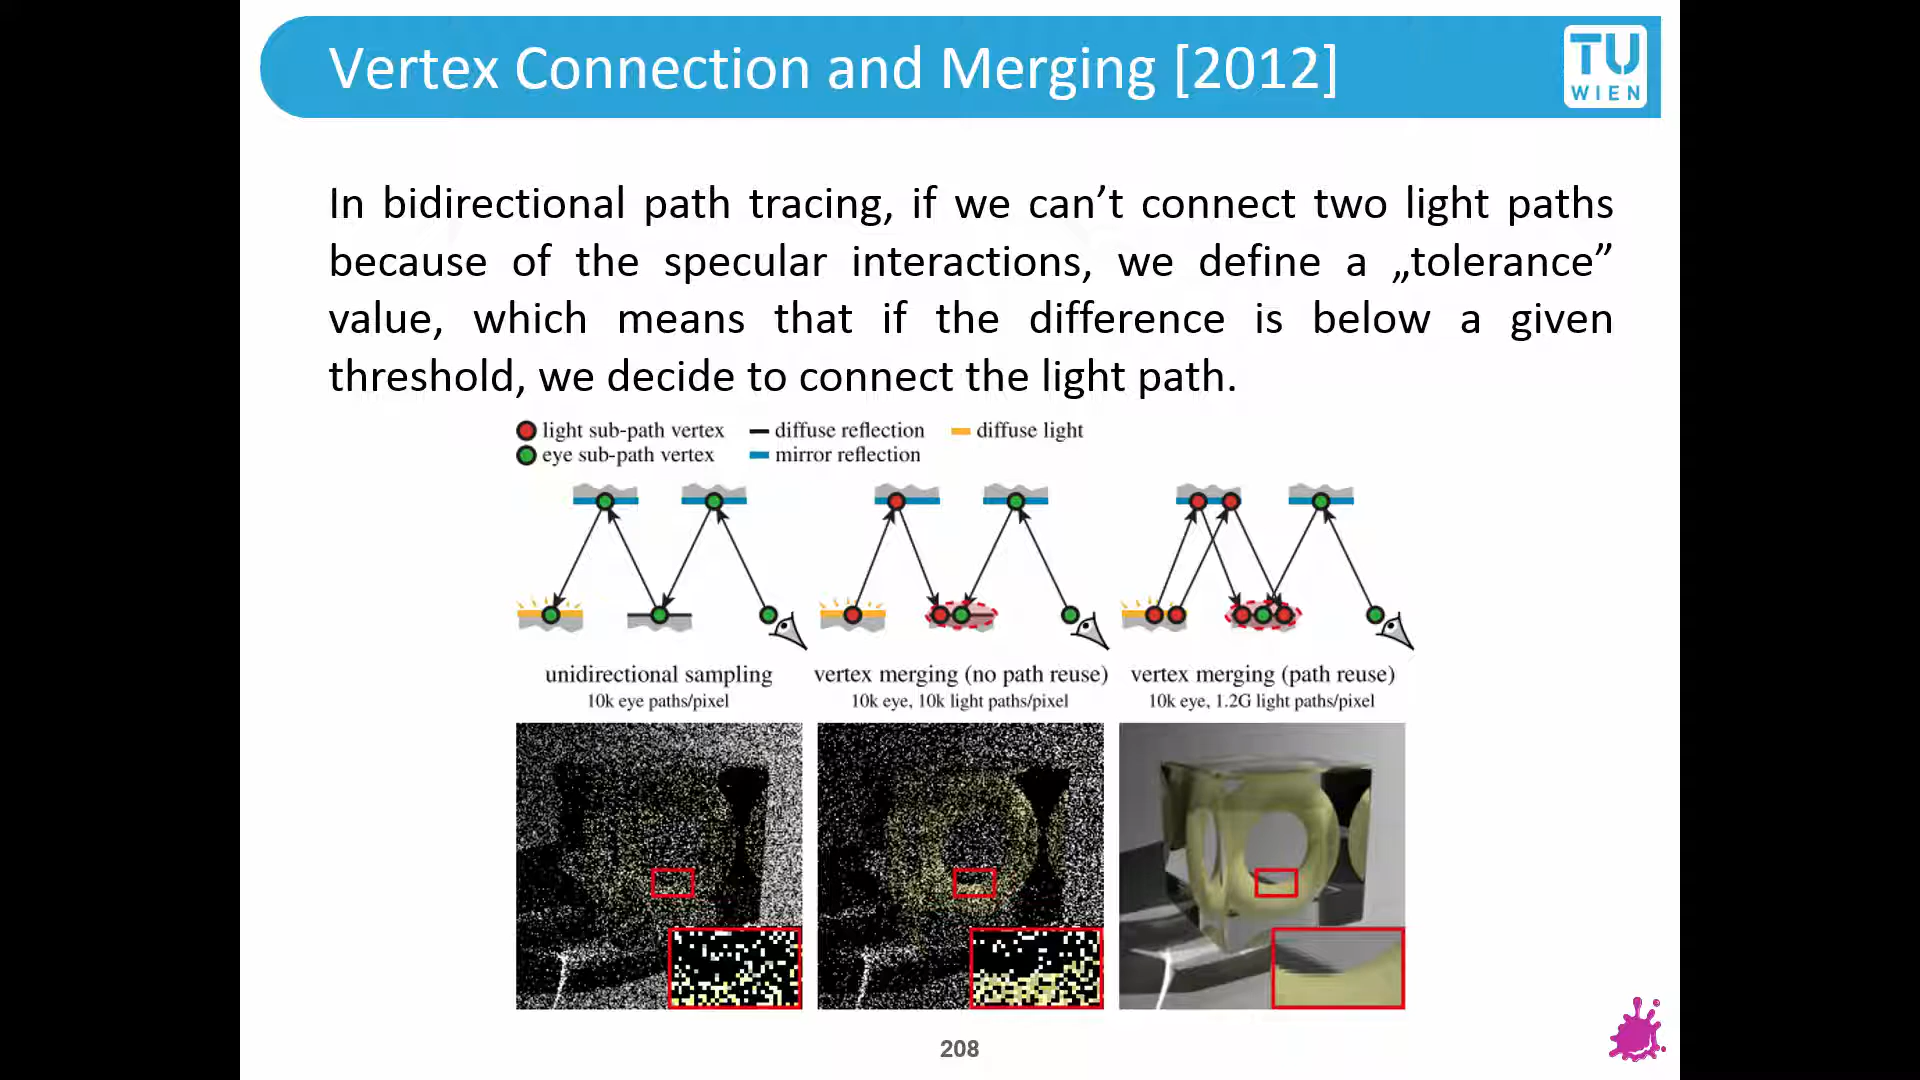 Vertex Connection and Merging [2012]
TU
WIEN
In bidirectional path tracing, if we can’t connect two light paths
because of the specular interactions, we define a „tolerance”
value, which means that if the difference is below a given
threshold, we decide to connect the light path.
light sub-path vertex diffuse reflection diffuse light
eye sub-path vertex mirror reflection
unidirectional sampling vertex merging (no path reuse) vertex merging (path reuse)
10k eye paths/pixel 10k eye, 10k light paths/pixel 10k eye, 1.2G light paths/pixel
208